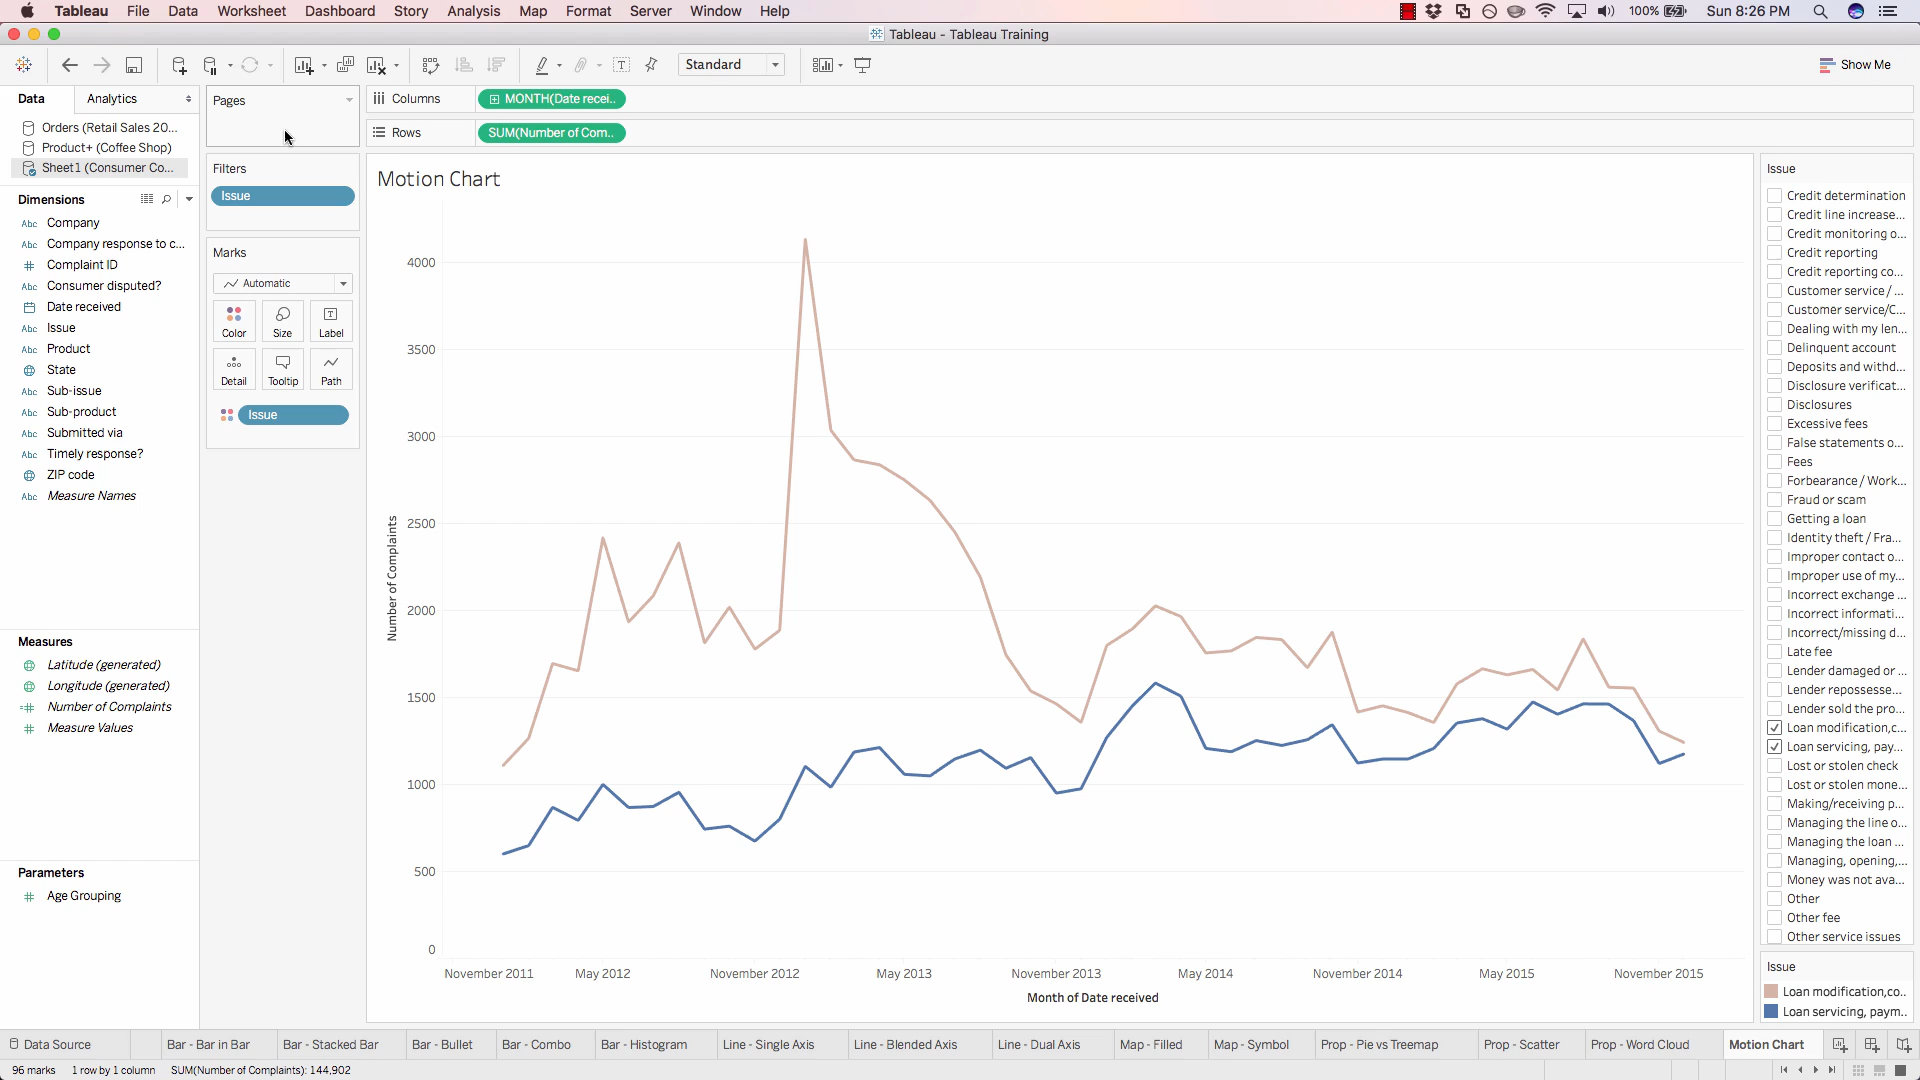 Tableau File Data Worksheet Dashboard Story Analysis Map Format Server Window Help 100% Sun 8:26 PM
Tableau - Tableau Training
Standard Show Me
Data Analytics
Orders (Retail Sales 20...
Product+ (Coffee Shop)
Sheet1 (Consumer Co...
Dimensions
Abc Company
Abc Company response to c...
Complaint ID
Abc Consumer disputed?
Date received
Abc Issue
Abc Product
State
Abc Sub-issue
Abc Sub-product
Abc Submitted via
Abc Timely response?
ZIP code
Abc Measure Names
Measures
Latitude (generated)
Longitude (generated)
Number of Complaints
Measure Values
Parameters
Age Grouping
Pages
Filters
Issue
Marks
Automatic
Color Size Label
Detail Tooltip Path
Issue
Columns MONTH(Date recei..
Rows SUM(Number of Com..
Motion Chart
Number of Complaints
4000
3500
3000
2500
2000
1500
1000
500
0
November 2011 May 2012 November 2012 May 2013 November 2013 May 2014 November 2014 May 2015 November 2015
Month of Date received
Issue
Credit determination
Credit line increase...
Credit monitoring o...
Credit reporting
Credit reporting co...
Customer service / ...
Customer service/C...
Dealing with my len...
Delinquent account
Deposits and withd...
Disclosure verificat...
Disclosures
Excessive fees
False statements o...
Fees
Forbearance / Work...
Fraud or scam
Getting a loan
Identity theft / Fra...
Improper contact o...
Improper use of my...
Incorrect exchange ...
Incorrect informati...
Incorrect/missing d...
Late fee
Lender damaged or ...
Lender repossesse...
Lender sold the pro...
Loan modification,c...
Loan servicing, pay...
Lost or stolen check
Lost or stolen mone...
Making/receiving p...
Managing the line o...
Managing the loan ...
Managing, opening,...
Money was not ava...
Other
Other fee
Other service issues
Issue
Loan modification,co..
Loan servicing, paym..
Data Source Bar - Bar in Bar Bar - Stacked Bar Bar - Bullet Bar - Combo Bar - Histogram Line - Single Axis Line - Blended Axis Line - Dual Axis Map - Filled Map - Symbol Prop - Pie vs Treemap Prop - Scatter Prop - Word Cloud Motion Chart
96 marks 1 row by 1 column SUM(Number of Complaints): 144,902